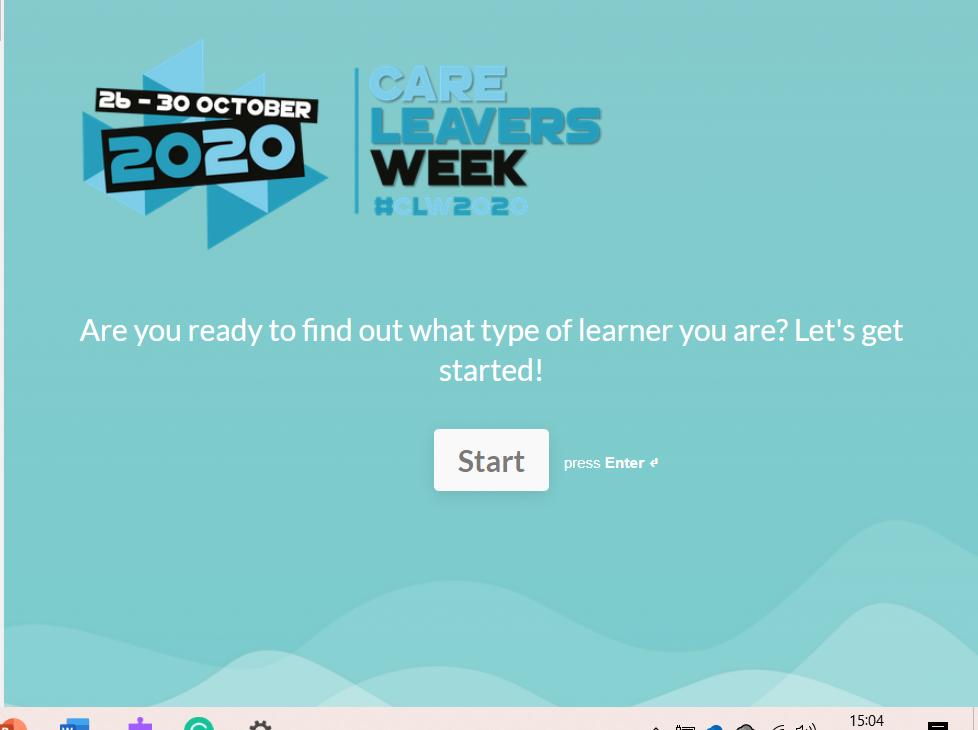 26 - 30 OCTOBER
2020
CARE
LEAVERS
WEEK
#CLW2020
Are you ready to find out what type of learner you are? Let's get
started!
Start
press Enter ↵
15:04